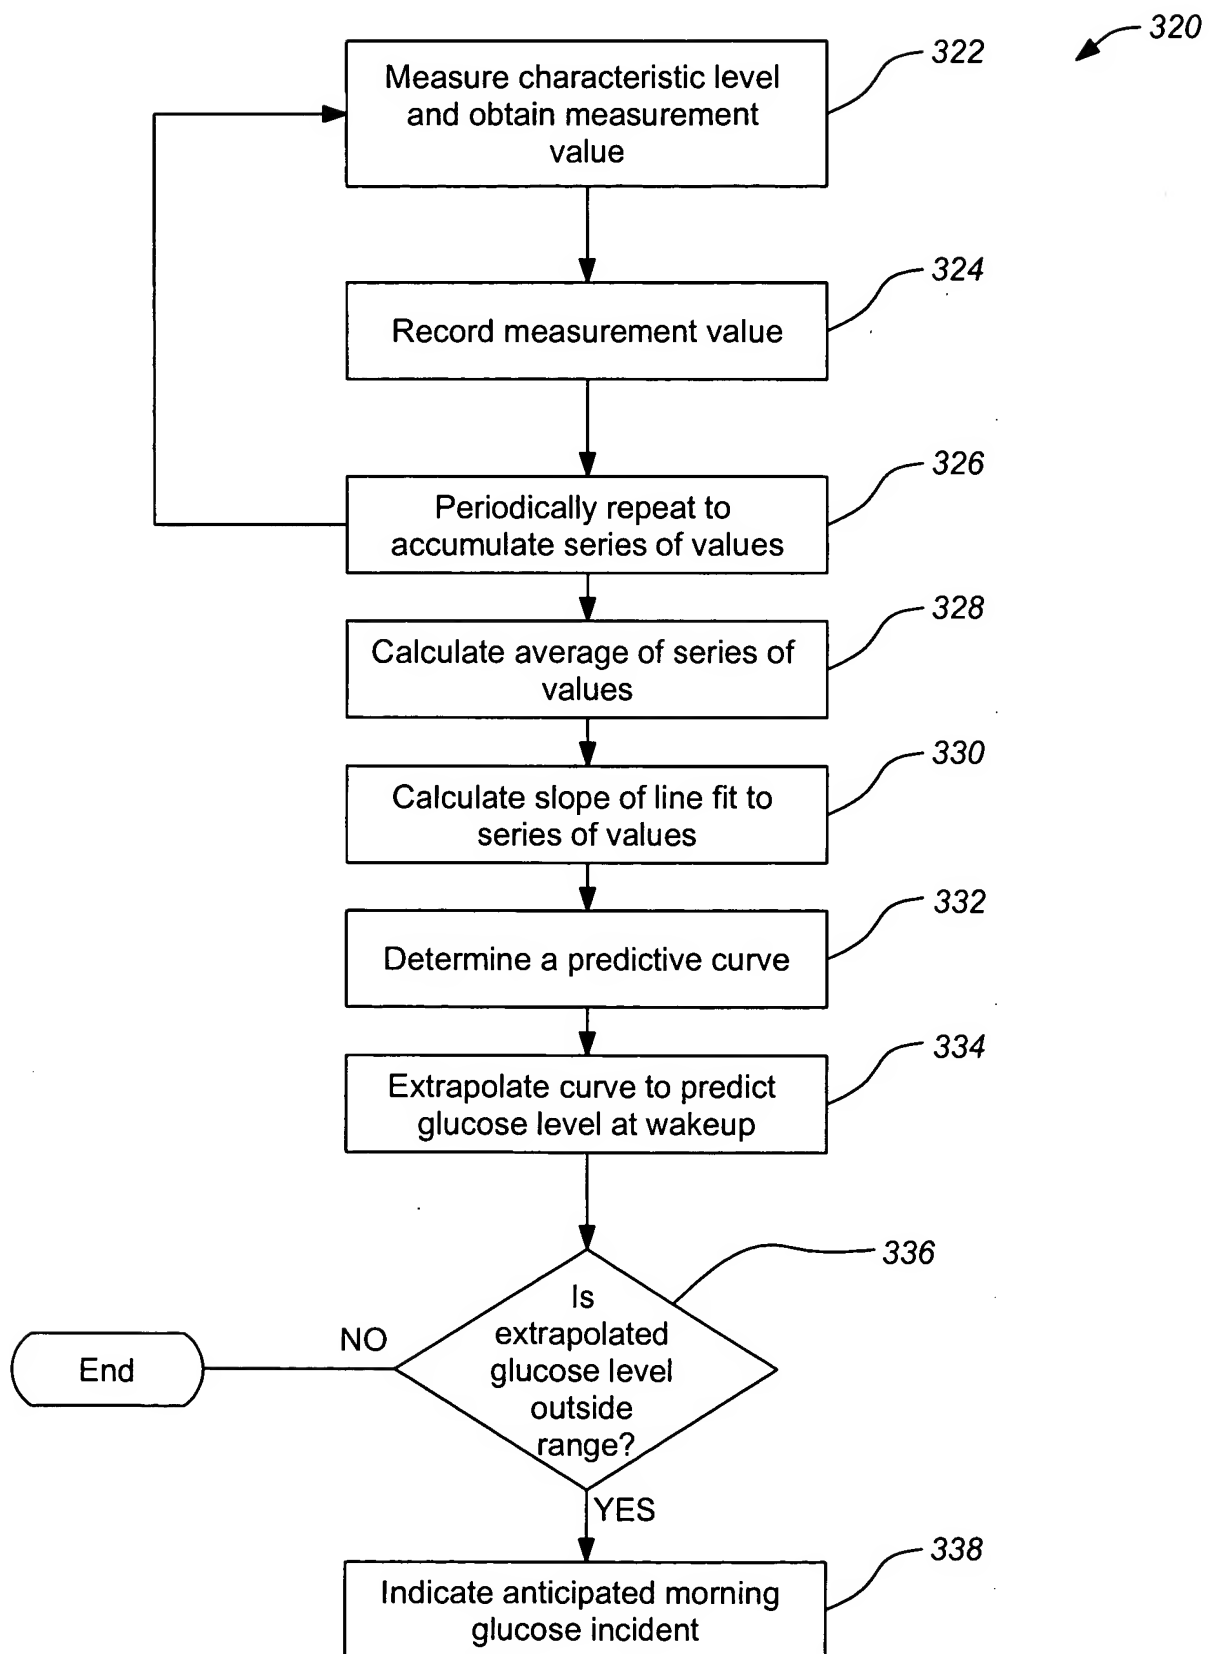 320
322
Measure characteristic level
and obtain measurement
value
324
Record measurement value
326
Periodically repeat to
accumulate series of values
328
Calculate average of series of
values
330
Calculate slope of line fit to
series of values
332
Determine a predictive curve
334
Extrapolate curve to predict
glucose level at wakeup
336
Is
extrapolated
glucose level
outside
range?
NO
End
YES
338
Indicate anticipated morning
glucose incident